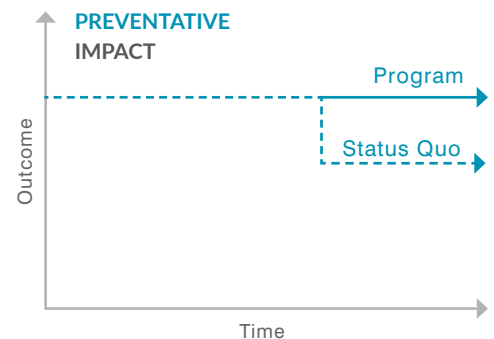 PREVENTATIVE
IMPACT
Program
Status Quo
Outcome
Time